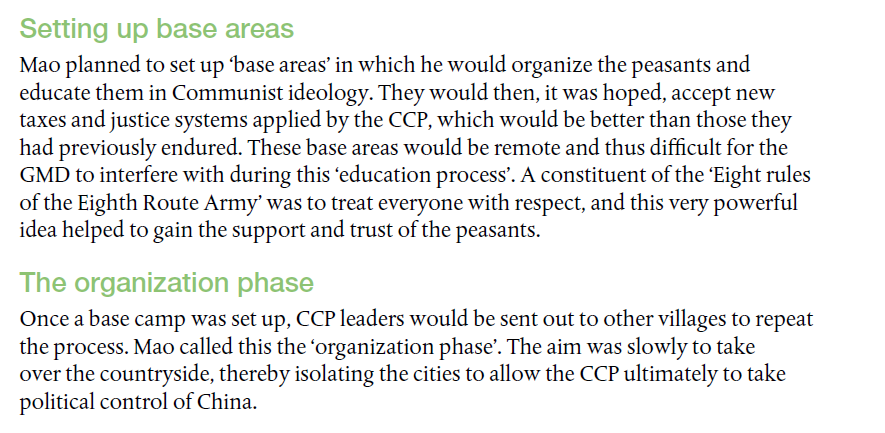 Setting up base areas
Mao planned to set up ‘base areas’ in which he would organize the peasants and
educate them in Communist ideology. They would then, it was hoped, accept new
taxes and justice systems applied by the CCP, which would be better than those they
had previously endured. These base areas would be remote and thus difficult for the
GMD to interfere with during this ‘education process’. A constituent of the ‘Eight rules
of the Eighth Route Army’ was to treat everyone with respect, and this very powerful
idea helped to gain the support and trust of the peasants.
The organization phase
Once a base camp was set up, CCP leaders would be sent out to other villages to repeat
the process. Mao called this the ‘organization phase’. The aim was slowly to take
over the countryside, thereby isolating the cities to allow the CCP ultimately to take
political control of China.